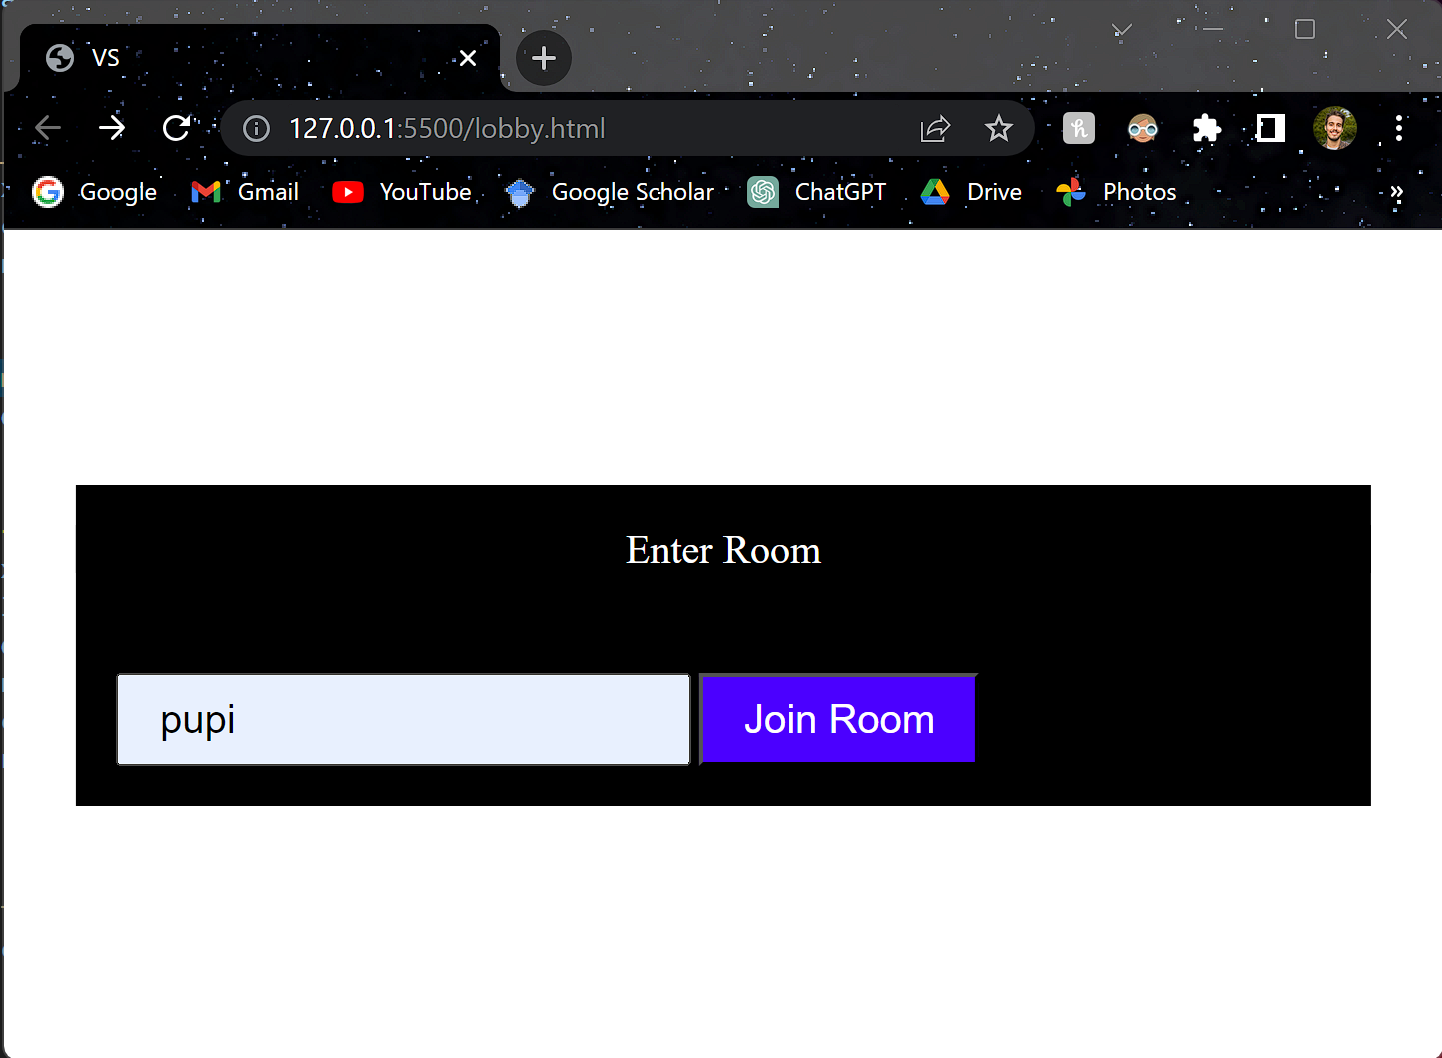 VS
127.0.0.1:5500/lobby.html
Google Gmail YouTube Google Scholar ChatGPT Drive Photos »
Enter Room
pupi Join Room